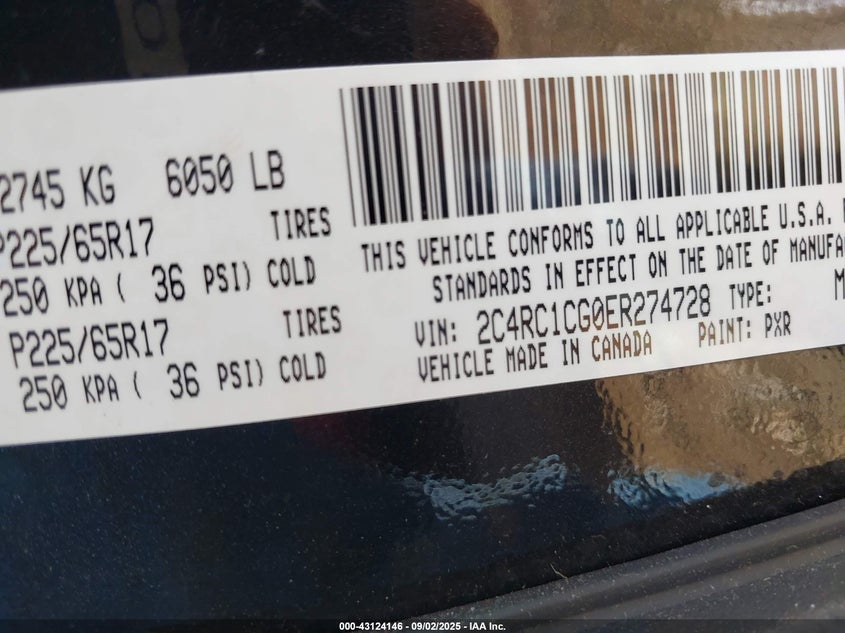 2745 KG 6050 LB
P225/65R17 TIRES
250 KPA ( 36 PSI) COLD
P225/65R17 TIRES
250 KPA ( 36 PSI) COLD
THIS VEHICLE CONFORMS TO ALL APPLICABLE U.S.A.
STANDARDS IN EFFECT ON THE DATE OF MANUFA
VIN: 2C4RC1CG0ER274728 TYPE: M
VEHICLE MADE IN CANADA PAINT: PXR
000-43124146 - 09/02/2025 - IAA Inc.